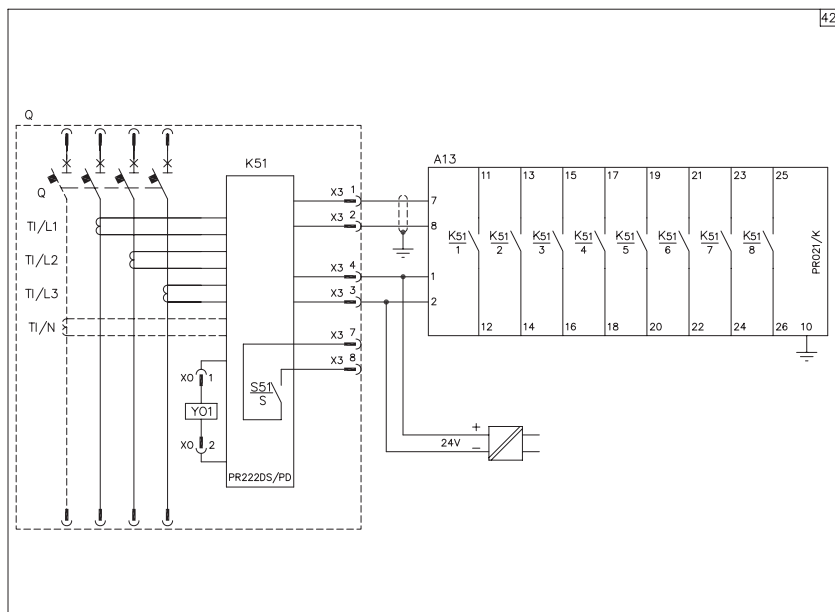 42
Q
K51
A13
11 13 15 17 19 21 23 25
X3 1
7
Q
X3 2
8
TI/L1
K51 K51 K51 K51 K51 K51 K51 K51
1 2 3 4 5 6 7 8
PR021/K
TI/L2
X3 4
1
TI/L3
X3 3
2
TI/N
12 14 16 18 20 22 24 26 10
X3 7
X3 8
X0 1
S51
S
Y01
X0 2
+
24V
−
PR222DS/PD